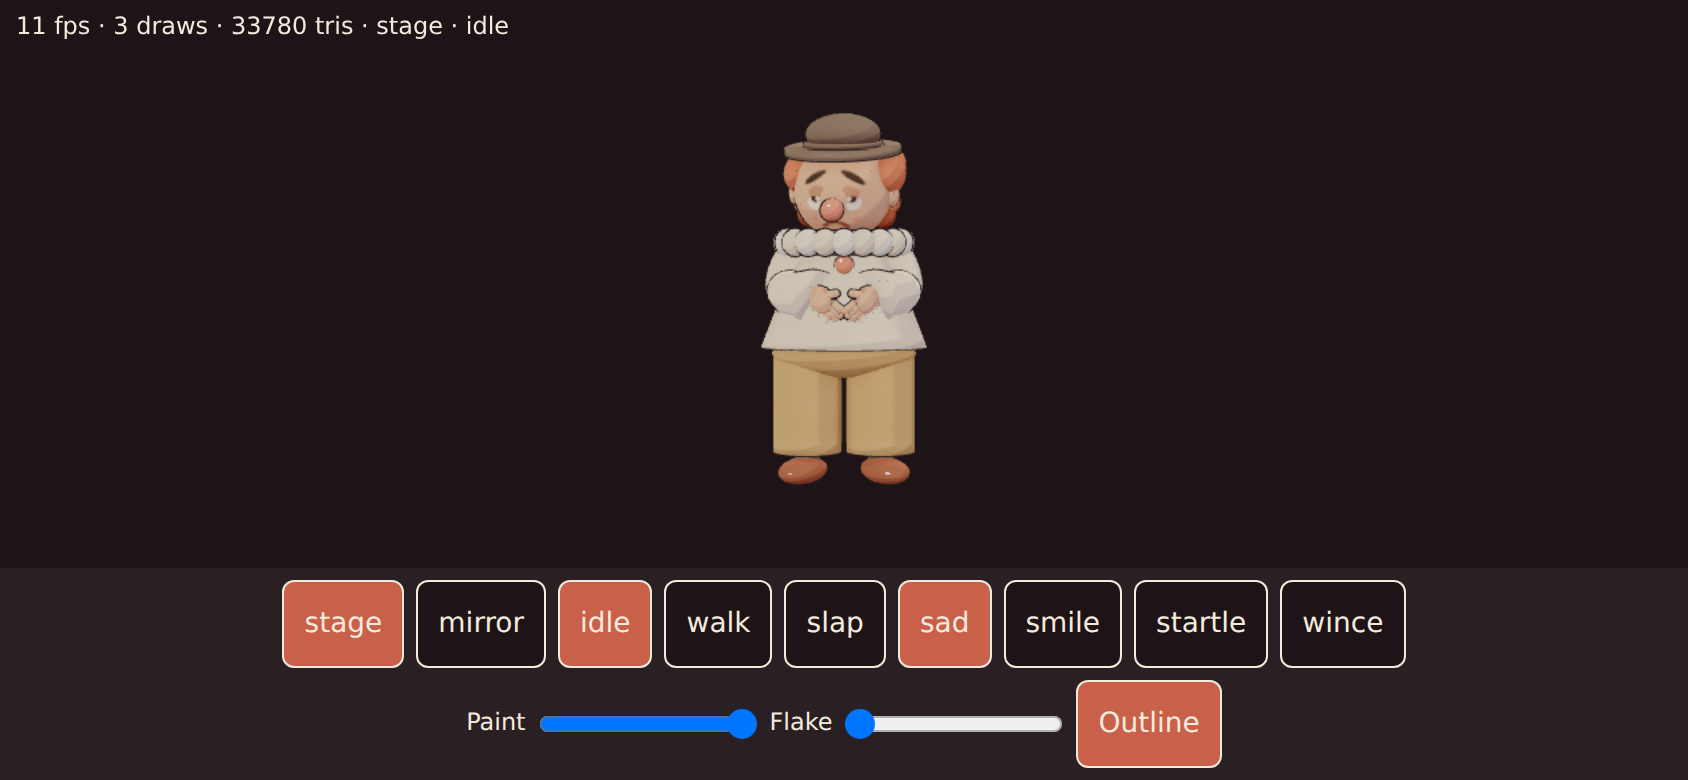 11 fps · 3 draws · 33780 tris · stage · idle
stage mirror idle walk slap sad smile startle wince
Paint Flake Outline